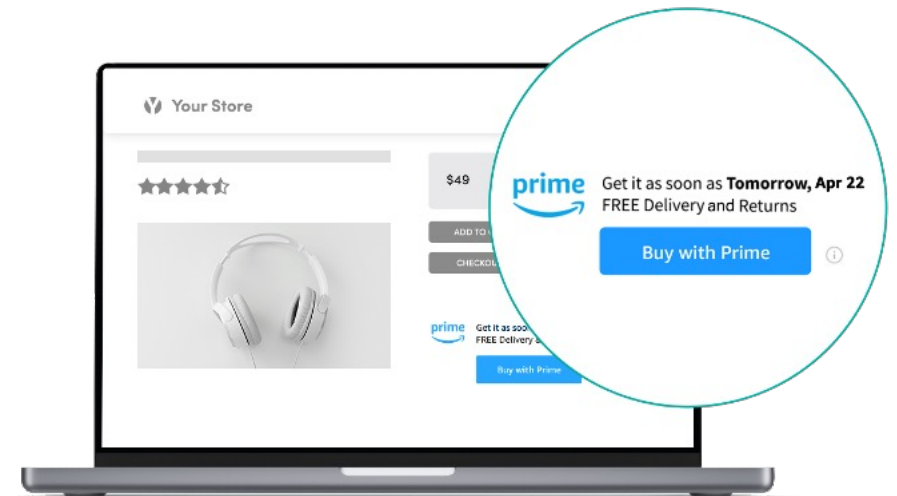 Your Store
$49
ADD TO
prime
Get it as soo
FREE Delivery
Buy with Prime
prime
Get it as soon as Tomorrow, Apr 22
FREE Delivery and Returns
Buy with Prime